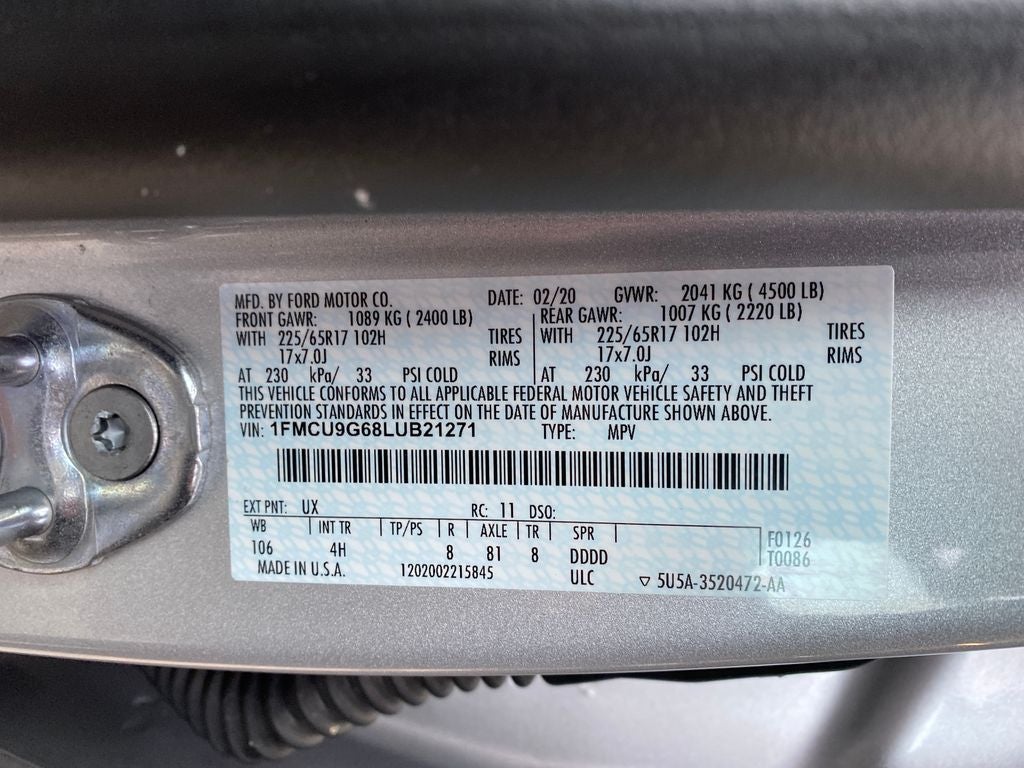 MFD. BY FORD MOTOR CO. DATE: 02/20 GVWR: 2041 KG ( 4500 LB)
FRONT GAWR: 1089 KG ( 2400 LB) REAR GAWR: 1007 KG ( 2220 LB)
WITH 225/65R17 102H TIRES WITH 225/65R17 102H TIRES
17x7.0J RIMS 17x7.0J RIMS
AT 230 kPa/ 33 PSI COLD AT 230 kPa/ 33 PSI COLD
THIS VEHICLE CONFORMS TO ALL APPLICABLE FEDERAL MOTOR VEHICLE SAFETY AND THEFT
PREVENTION STANDARDS IN EFFECT ON THE DATE OF MANUFACTURE SHOWN ABOVE.
VIN: 1FMCU9G68LUB21271 TYPE: MPV
EXT PNT: UX RC: 11 DSO:
WB INT TR TP/PS R AXLE TR SPR F0126
106 4H 8 81 8 DDDD T0086
MADE IN U.S.A. 1202002215845 ULC ▽ 5U5A-3520472-AA